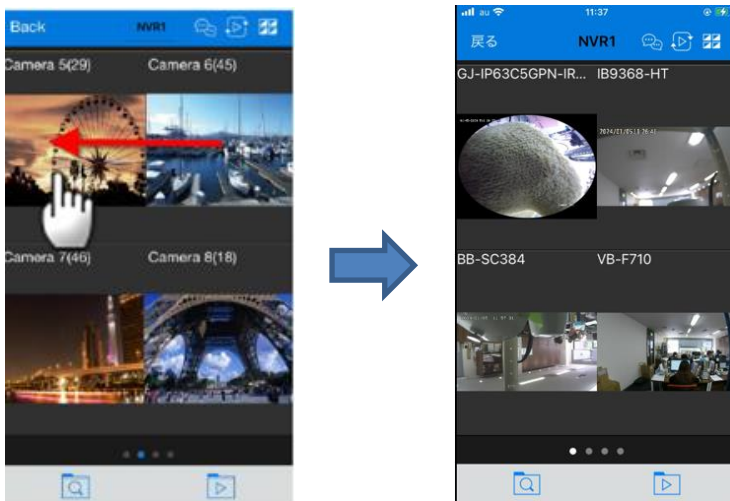 Back NVR1
Camera 5(29) Camera 6(45)
Camera 7(46) Camera 8(18)
au 11:37
戻る NVR1
GJ-IP63C5GPN-IR... IB9368-HT
BB-SC384 VB-F710